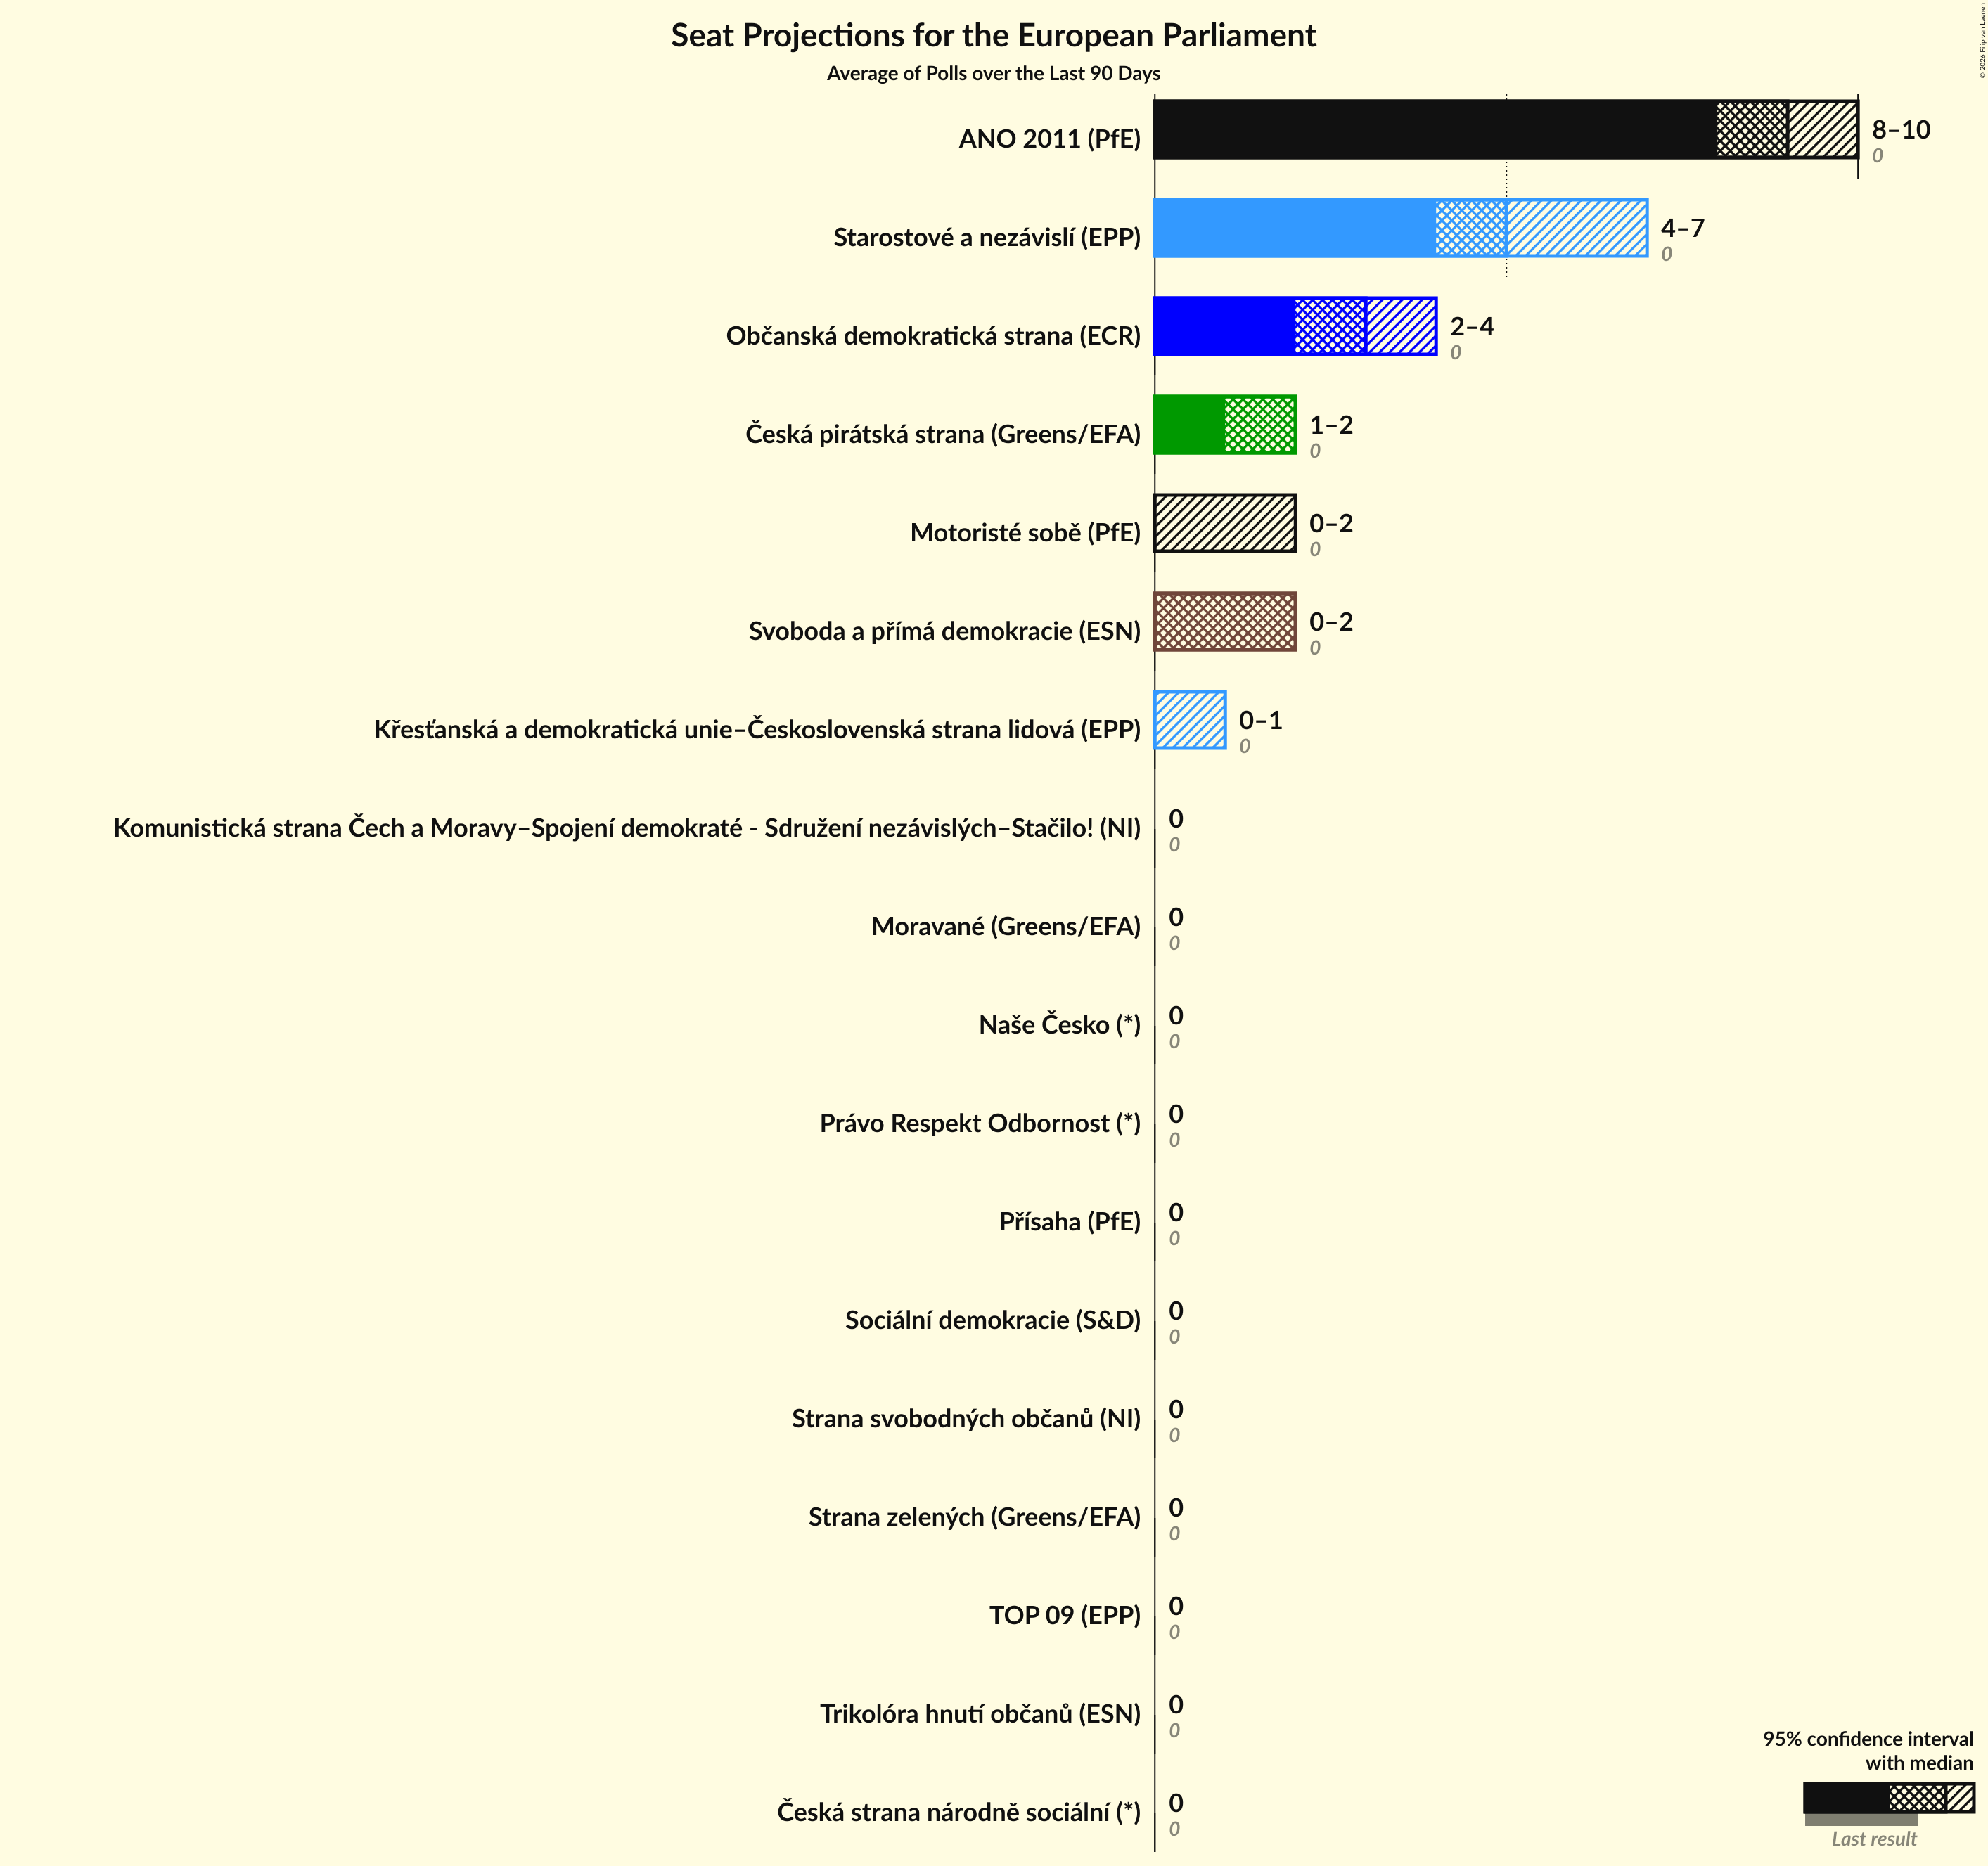 Seat Projections for the European Parliament
Average of Polls over the Last 90 Days
© 2026 Filip van Laenen
ANO 2011 (PfE)
8–10
0
Starostové a nezávislí (EPP)
4–7
0
Občanská demokratická strana (ECR)
2–4
0
Česká pirátská strana (Greens/EFA)
1–2
0
Motoristé sobě (PfE)
0–2
0
Svoboda a přímá demokracie (ESN)
0–2
0
Křesťanská a demokratická unie–Československá strana lidová (EPP)
0–1
0
Komunistická strana Čech a Moravy–Spojení demokraté - Sdružení nezávislých–Stačilo! (NI)
0
0
Moravané (Greens/EFA)
0
0
Naše Česko (*)
0
0
Právo Respekt Odbornost (*)
0
0
Přísaha (PfE)
0
0
Sociální demokracie (S&D)
0
0
Strana svobodných občanů (NI)
0
0
Strana zelených (Greens/EFA)
0
0
TOP 09 (EPP)
0
0
Trikolóra hnutí občanů (ESN)
0
0
Česká strana národně sociální (*)
0
0
95% confidence interval
with median
Last result